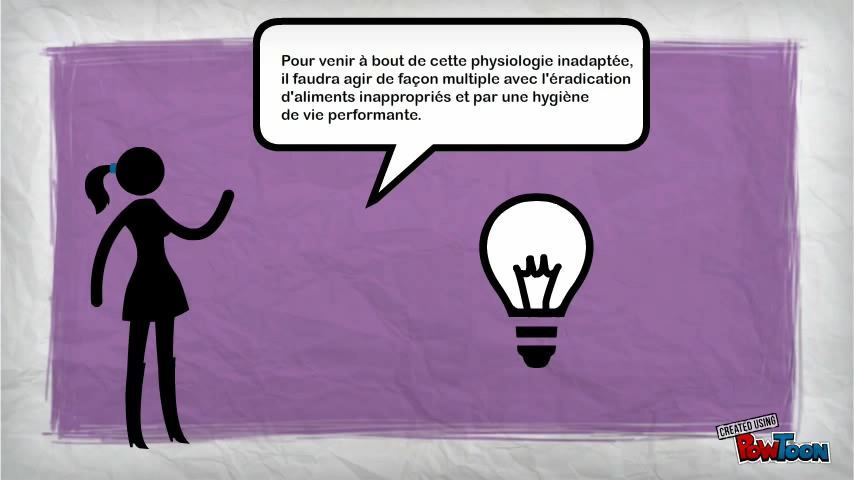 Pour venir à bout de cette physiologie inadaptée,
il faudra agir de façon multiple avec l'éradication
d'aliments inappropriés et par une hygiène
de vie performante.
CREATED USING
PowToon